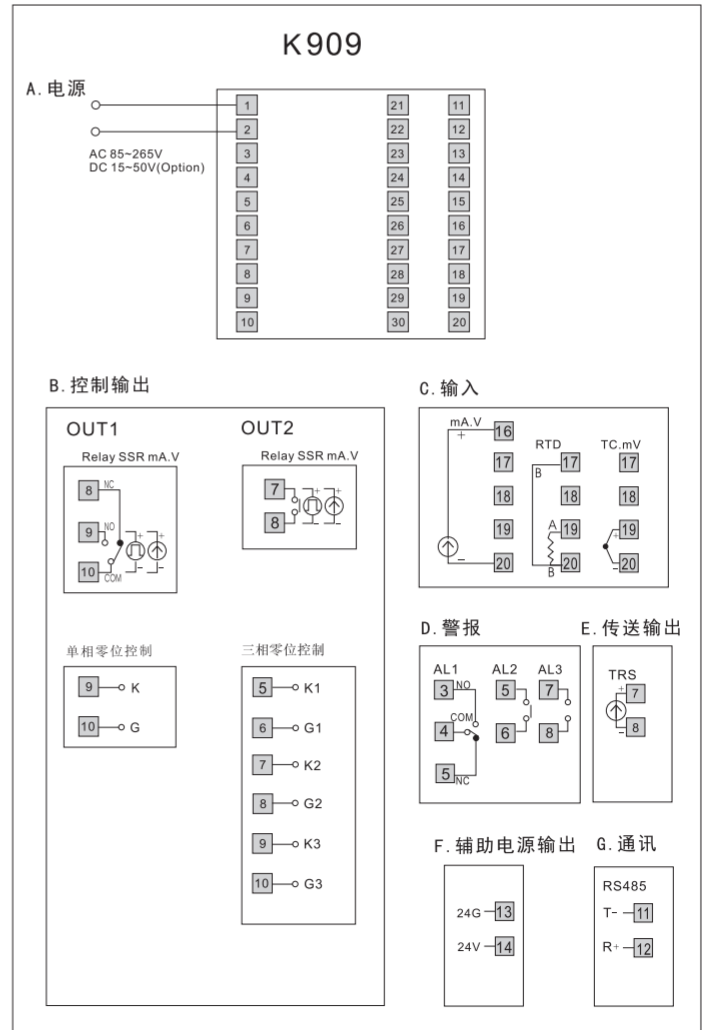 K909
A.电源
AC 85~265V
DC 15~50V(Option)
1 21 11
2 22 12
3 23 13
4 24 14
5 25 15
6 26 16
7 27 17
8 28 18
9 29 19
10 30 20
B.控制输出
OUT1
Relay SSR mA.V
8 NC
9 NO
10 COM
+ +
- -
OUT2
Relay SSR mA.V
7
8
+ +
- -
单相零位控制
9 K
10 G
三相零位控制
5 K1
6 G1
7 K2
8 G2
9 K3
10 G3
C.输入
mA.V
+
-
16
17
18
19
20
RTD
B 17
18
A 19
B 20
TC.mV
17
18
+ 19
- 20
D.警报
AL1 AL2 AL3
3 NO
4 COM
5 NC
5
6
7
8
E.传送输出
TRS
+ 7
- 8
F.辅助电源输出
24G 13
24V 14
G.通讯
RS485
T- 11
R+ 12